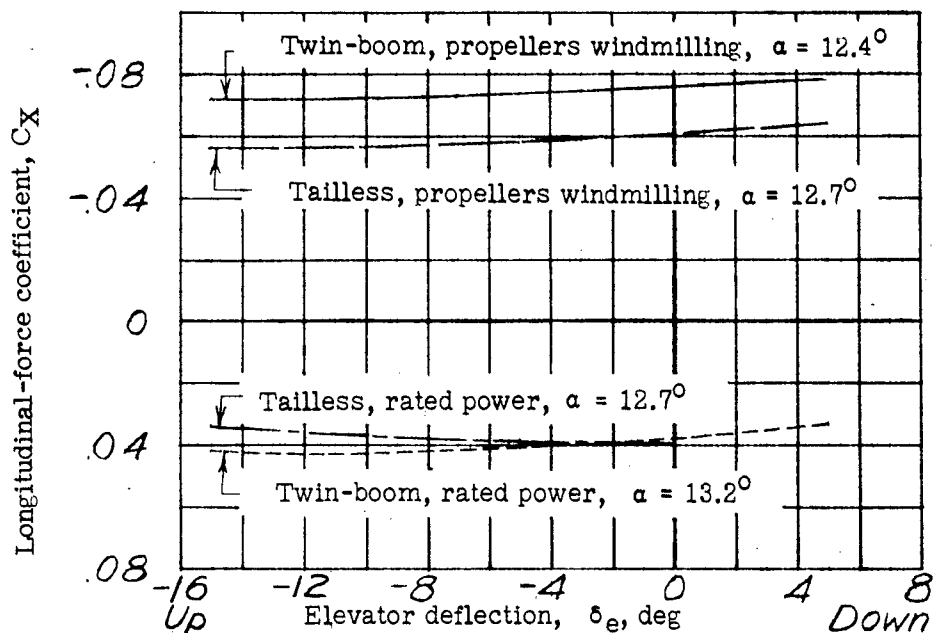 Twin-boom, propellers windmilling, α = 12.4°
-.08
Tailless, propellers windmilling, α = 12.7°
-.04
0
Tailless, rated power, α = 12.7°
.04
Twin-boom, rated power, α = 13.2°
.08
Longitudinal-force coefficient, CX
-16 -12 -8 -4 0 4 8
Up Elevator deflection, δe, deg Down